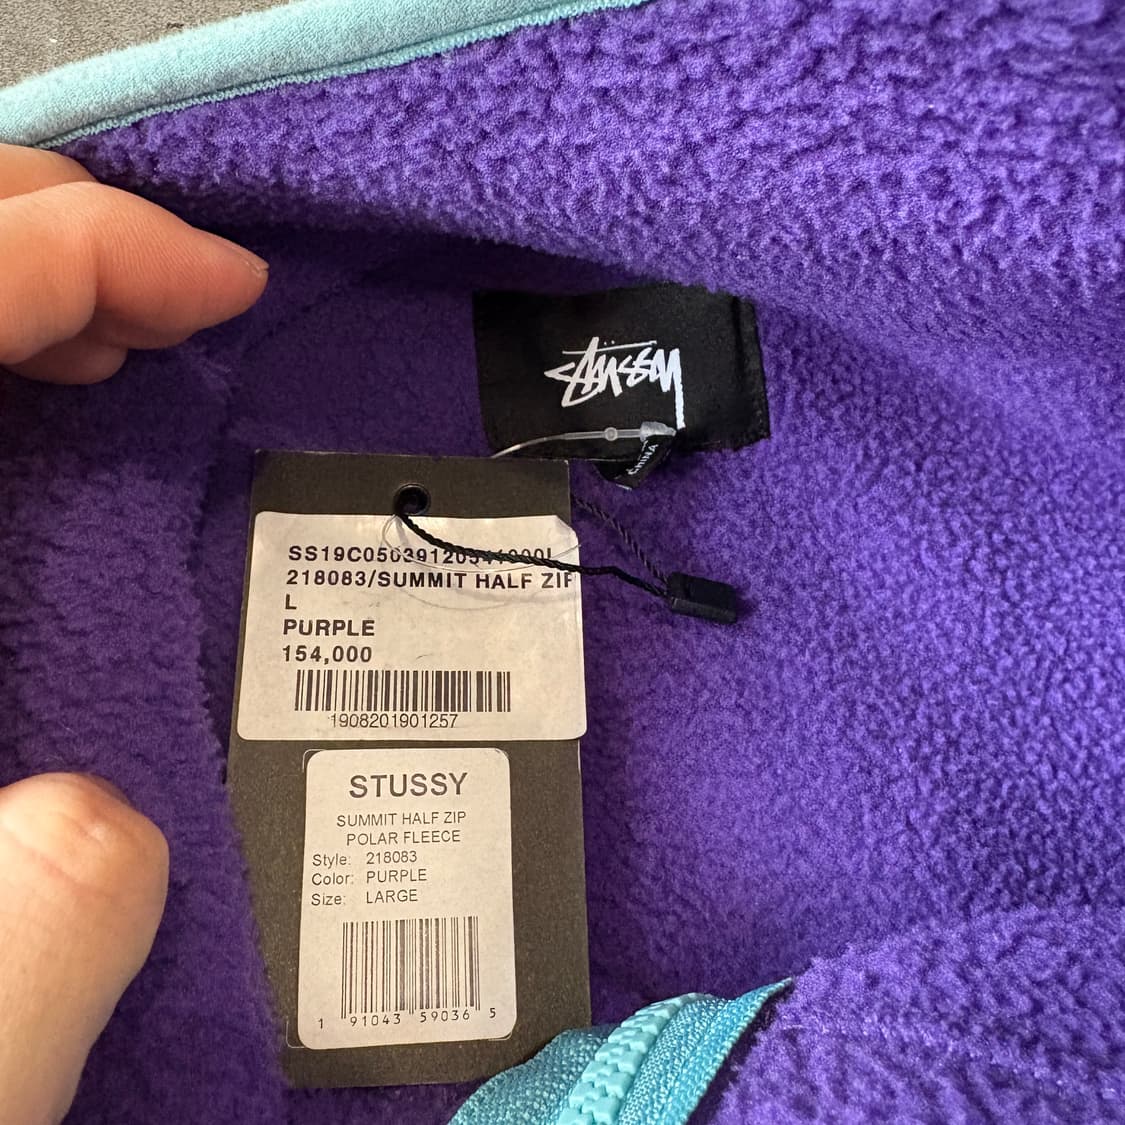 Stüssy
CHINA
218083/SUMMIT HALF ZIP
L
PURPLE
154,000
1908201901257
STUSSY
SUMMIT HALF ZIP
POLAR FLEECE
Style: 218083
Color: PURPLE
Size: LARGE
1 91043 59036 5